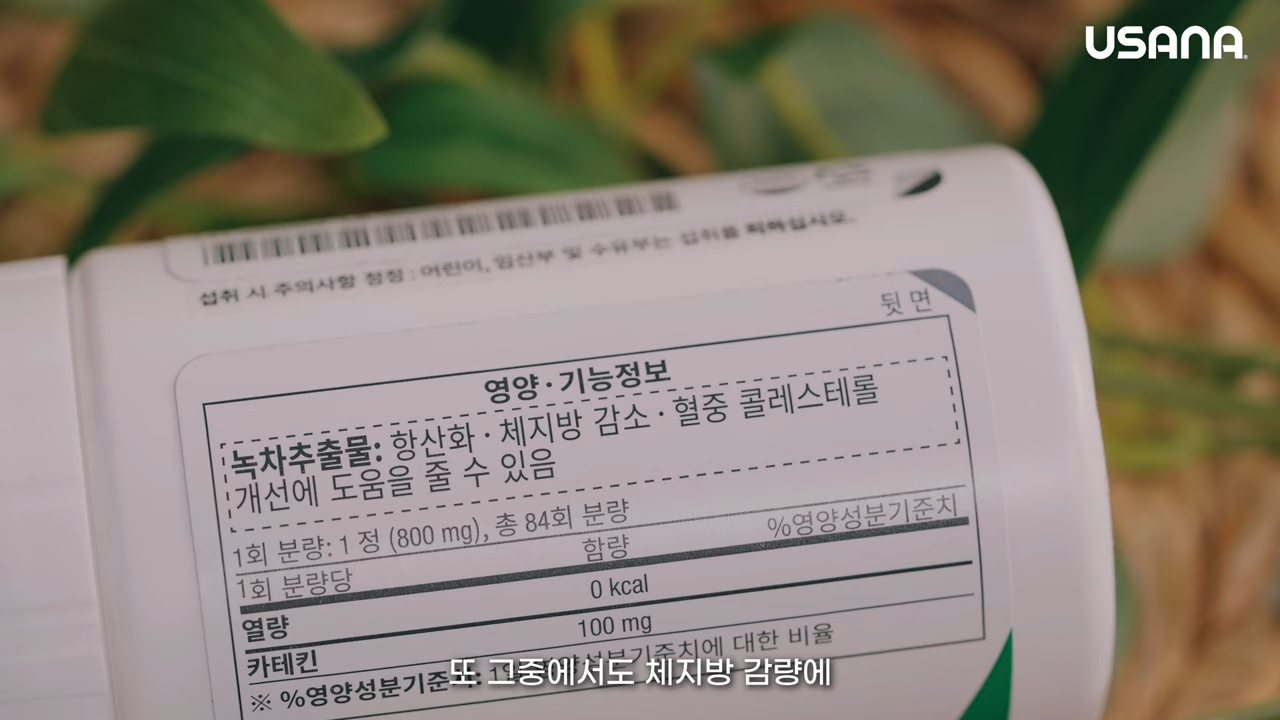 USANA
섭취 시 주의사항 정정 : 어린이, 임산부 및 수유부는 섭취를 피하십시오.
뒷 면
영양 · 기능정보
녹차추출물: 항산화 · 체지방 감소 · 혈중 콜레스테롤
개선에 도움을 줄 수 있음
1회 분량: 1 정 (800 mg), 총 84회 분량
1회 분량당 함량 %영양성분기준치
열량 0 kcal
카테킨 100 mg
※ %영양성분기준치: 1일 영양성분기준치에 대한 비율
또 그중에서도 체지방 감량에